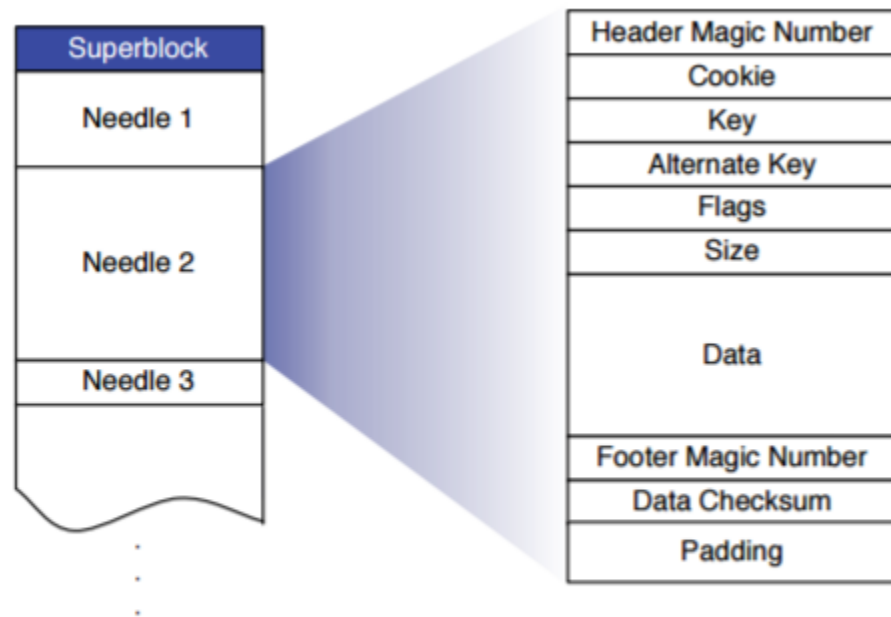 Superblock
Needle 1
Needle 2
Needle 3
.
.
.
Header Magic Number
Cookie
Key
Alternate Key
Flags
Size
Data
Footer Magic Number
Data Checksum
Padding